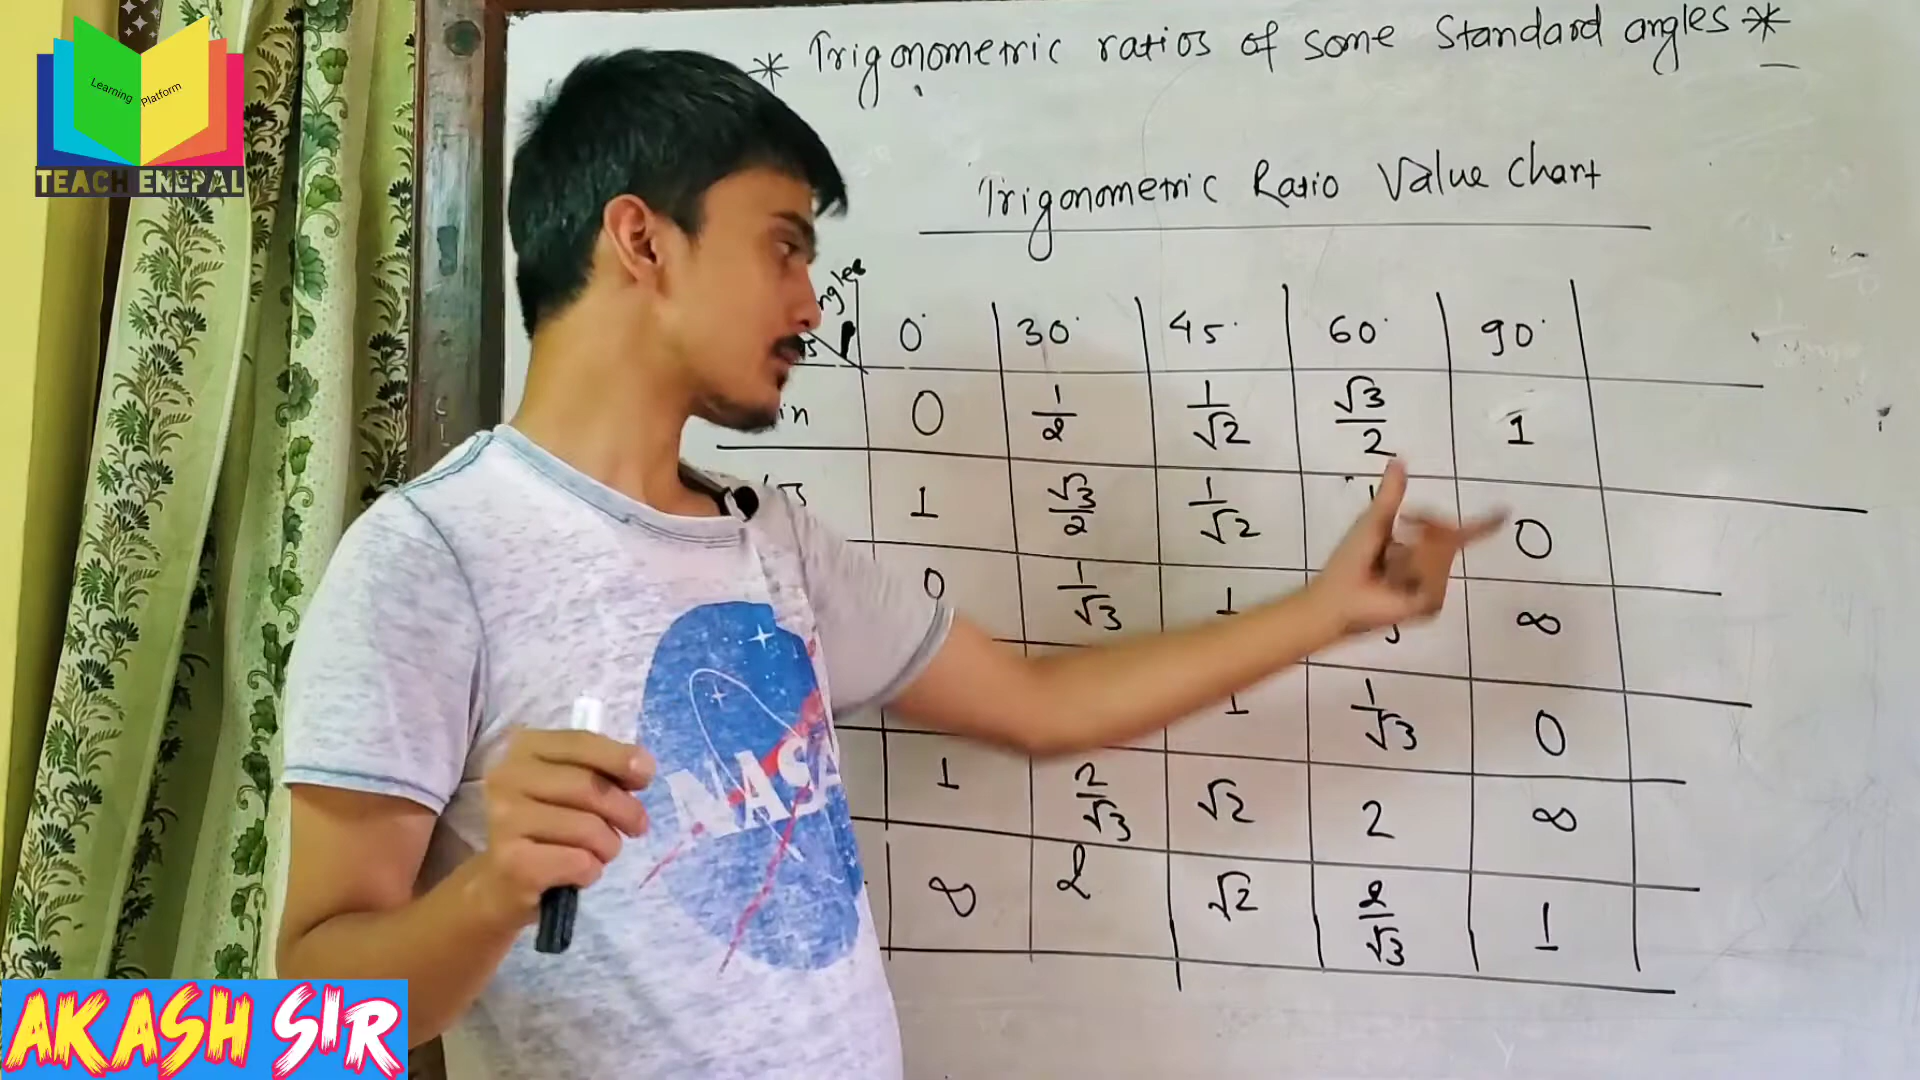 Learning Platform
TEACH ENEPAL
* Trigonometric ratios of some Standard angles *
Trigonometric Ratio Value Chart
0° 30° 45° 60° 90°
0 1/2 1/√2 √3/2 1
1 √3/2 1/√2 0
0 1/√3 1 ∞
1 1/√3 0
1 2/√3 √2 2 ∞
∞ 2 √2 2/√3 1
NASA
AKASH SIR